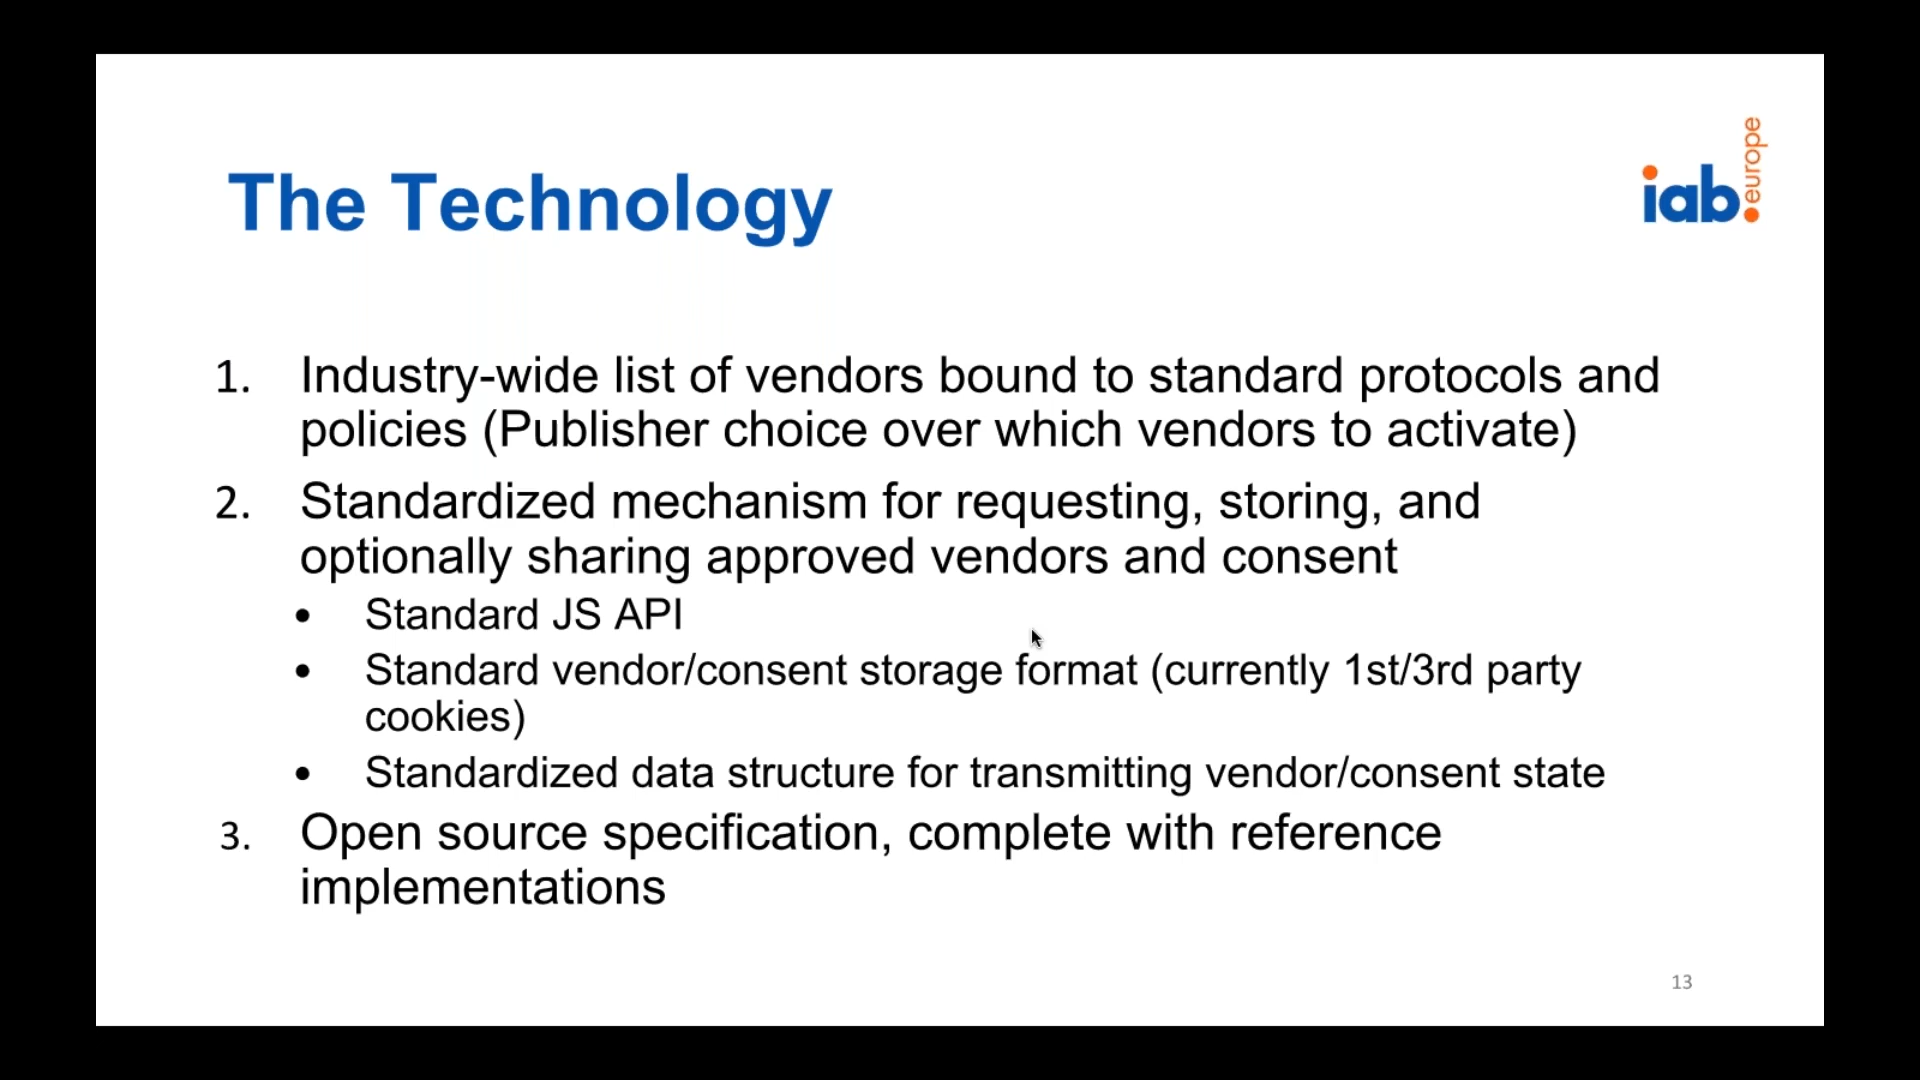 The Technology
iab.
europe
1. Industry-wide list of vendors bound to standard protocols and
policies (Publisher choice over which vendors to activate)
2. Standardized mechanism for requesting, storing, and
optionally sharing approved vendors and consent
• Standard JS API
• Standard vendor/consent storage format (currently 1st/3rd party
cookies)
• Standardized data structure for transmitting vendor/consent state
3. Open source specification, complete with reference
implementations
13